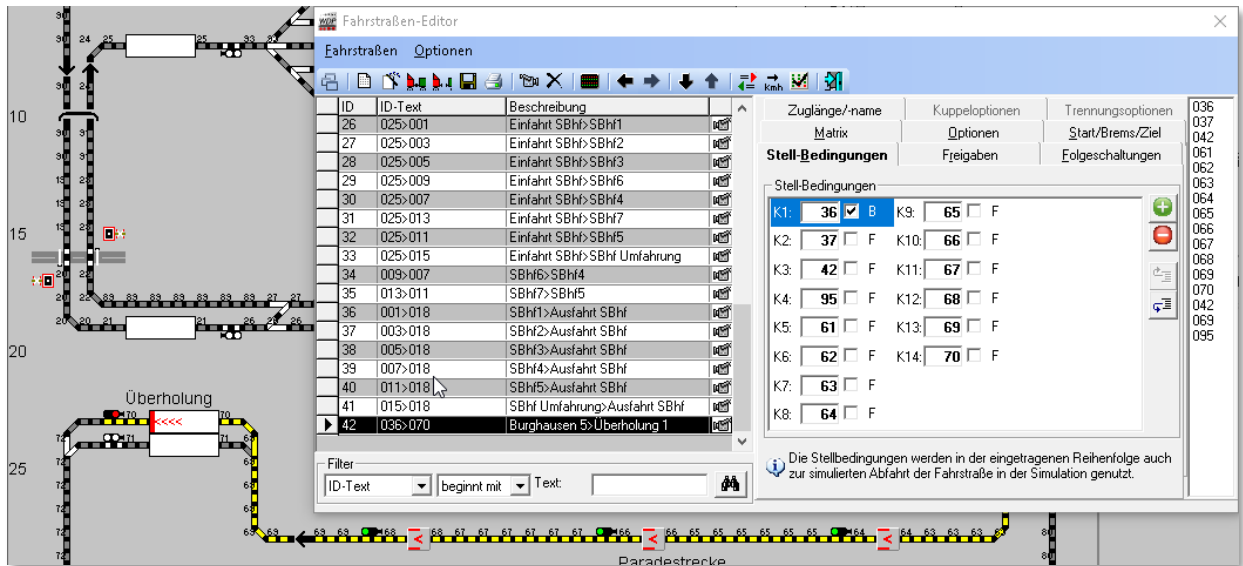 Fahrstraßen-Editor
Fahrstraßen Optionen
ID ID-Text Beschreibung
26 025>001 Einfahrt SBhf>SBhf1
27 025>003 Einfahrt SBhf>SBhf2
28 025>005 Einfahrt SBhf>SBhf3
29 025>009 Einfahrt SBhf>SBhf6
30 025>007 Einfahrt SBhf>SBhf4
31 025>013 Einfahrt SBhf>SBhf7
32 025>011 Einfahrt SBhf>SBhf5
33 025>015 Einfahrt SBhf>SBhf Umfahrung
34 009>007 SBhf6>SBhf4
35 013>011 SBhf7>SBhf5
36 001>018 SBhf1>Ausfahrt SBhf
37 003>018 SBhf2>Ausfahrt SBhf
38 005>018 SBhf3>Ausfahrt SBhf
39 007>018 SBhf4>Ausfahrt SBhf
40 011>018 SBhf5>Ausfahrt SBhf
41 015>018 SBhf Umfahrung>Ausfahrt SBhf
42 036>070 Burghausen 5>Überholung 1
Filter
ID-Text beginnt mit Text:
Zuglänge/-name Kuppeloptionen Trennungsoptionen
Matrix Optionen Start/Brems/Ziel
Stell-Bedingungen Freigaben Folgeschaltungen
Stell-Bedingungen
K1: 36 B K9: 65 F
K2: 37 F K10: 66 F
K3: 42 F K11: 67 F
K4: 95 F K12: 68 F
K5: 61 F K13: 69 F
K6: 62 F K14: 70 F
K7: 63 F
K8: 64 F
Die Stellbedingungen werden in der eingetragenen Reihenfolge auch
zur simulierten Abfahrt der Fahrstraße in der Simulation genutzt.
036
037
042
061
062
063
064
065
066
067
068
069
070
042
069
095
10
15
20
25
Überholung
<<<<
Paradestrecke